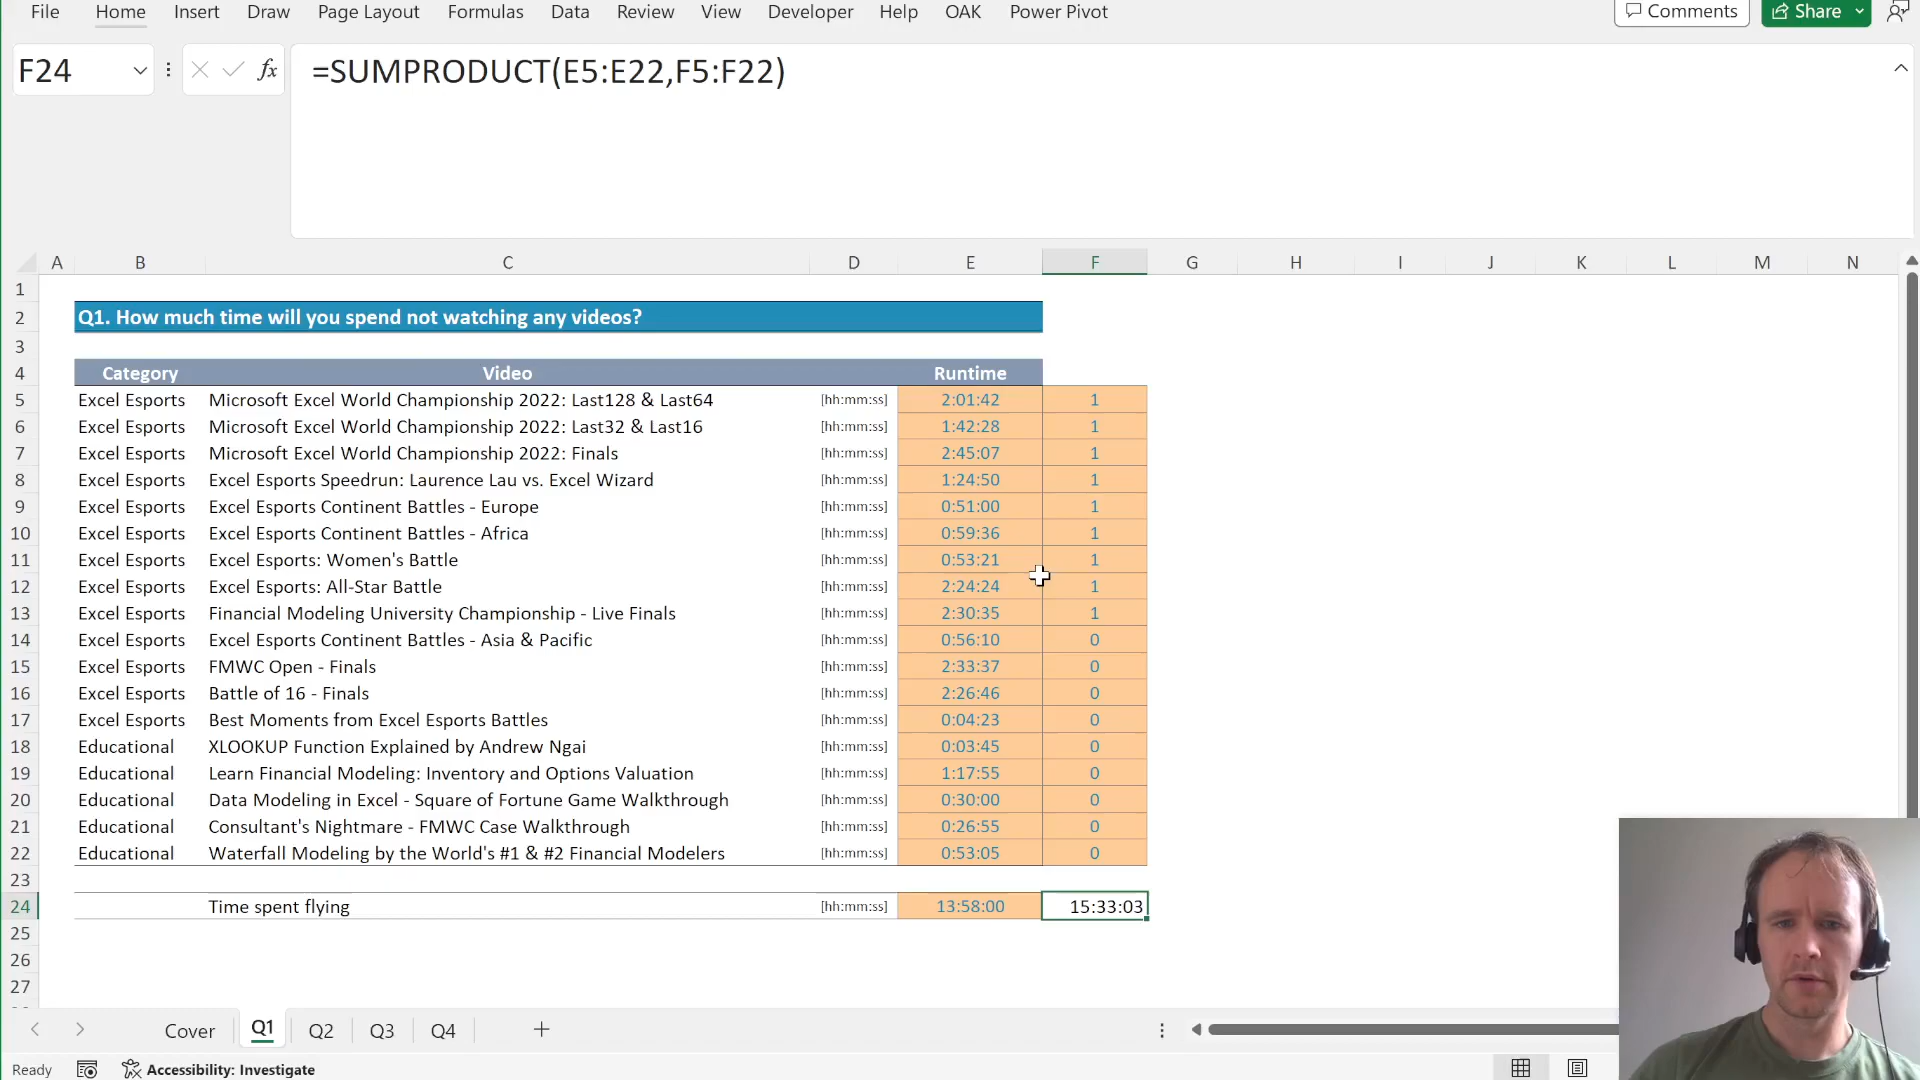 File Home Insert Draw Page Layout Formulas Data Review View Developer Help OAK Power Pivot Comments Share
F24 fx =SUMPRODUCT(E5:E22,F5:F22)
A B C D E F G H I J K L M N
1
2 Q1. How much time will you spend not watching any videos?
3
4 Category Video Runtime
5 Excel Esports Microsoft Excel World Championship 2022: Last128 & Last64 [hh:mm:ss] 2:01:42 1
6 Excel Esports Microsoft Excel World Championship 2022: Last32 & Last16 [hh:mm:ss] 1:42:28 1
7 Excel Esports Microsoft Excel World Championship 2022: Finals [hh:mm:ss] 2:45:07 1
8 Excel Esports Excel Esports Speedrun: Laurence Lau vs. Excel Wizard [hh:mm:ss] 1:24:50 1
9 Excel Esports Excel Esports Continent Battles - Europe [hh:mm:ss] 0:51:00 1
10 Excel Esports Excel Esports Continent Battles - Africa [hh:mm:ss] 0:59:36 1
11 Excel Esports Excel Esports: Women's Battle [hh:mm:ss] 0:53:21 1
12 Excel Esports Excel Esports: All-Star Battle [hh:mm:ss] 2:24:24 1
13 Excel Esports Financial Modeling University Championship - Live Finals [hh:mm:ss] 2:30:35 1
14 Excel Esports Excel Esports Continent Battles - Asia & Pacific [hh:mm:ss] 0:56:10 0
15 Excel Esports FMWC Open - Finals [hh:mm:ss] 2:33:37 0
16 Excel Esports Battle of 16 - Finals [hh:mm:ss] 2:26:46 0
17 Excel Esports Best Moments from Excel Esports Battles [hh:mm:ss] 0:04:23 0
18 Educational XLOOKUP Function Explained by Andrew Ngai [hh:mm:ss] 0:03:45 0
19 Educational Learn Financial Modeling: Inventory and Options Valuation [hh:mm:ss] 1:17:55 0
20 Educational Data Modeling in Excel - Square of Fortune Game Walkthrough [hh:mm:ss] 0:30:00 0
21 Educational Consultant's Nightmare - FMWC Case Walkthrough [hh:mm:ss] 0:26:55 0
22 Educational Waterfall Modeling by the World's #1 & #2 Financial Modelers [hh:mm:ss] 0:53:05 0
23
24 Time spent flying [hh:mm:ss] 13:58:00 15:33:03
25
26
27
Cover Q1 Q2 Q3 Q4
Ready Accessibility: Investigate